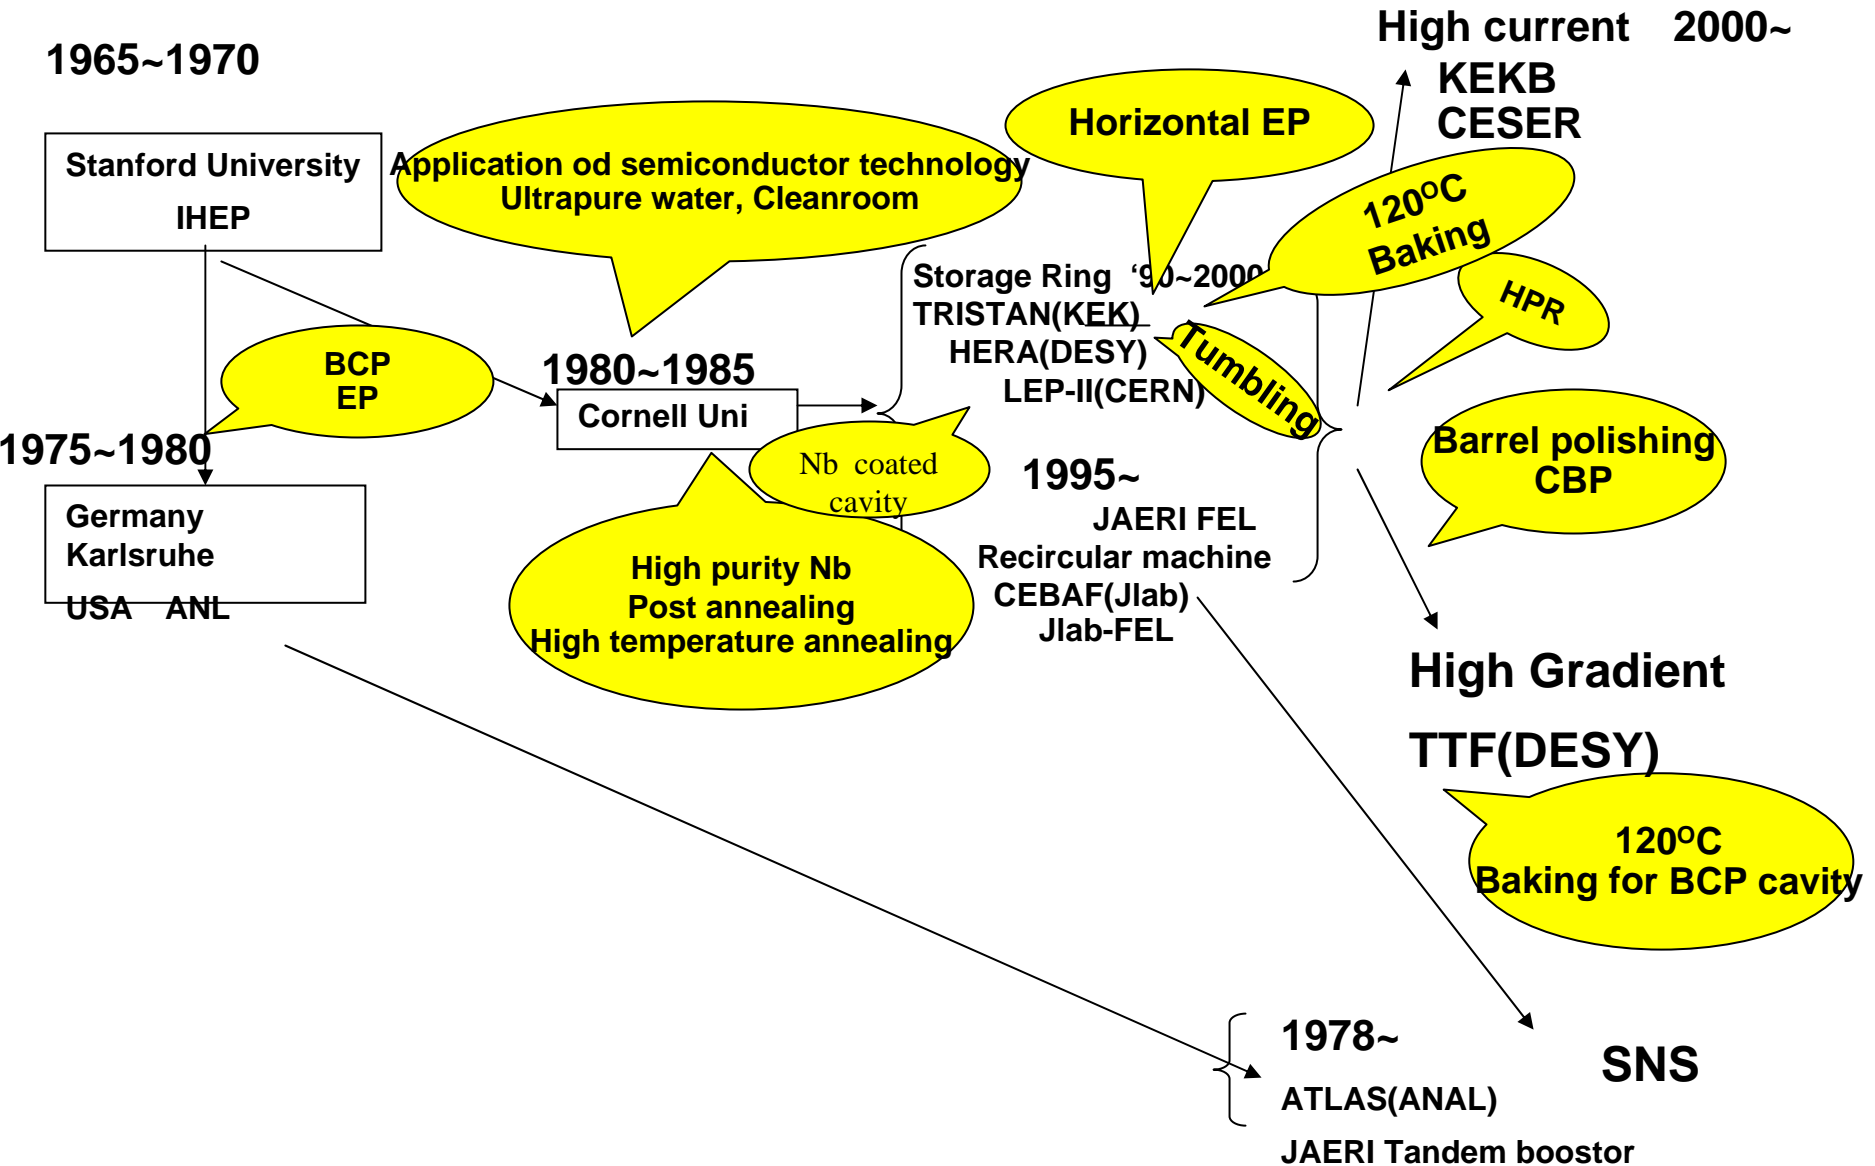 1965~1970
Stanford University
IHEP
BCP
EP
1975~1980
Germany
Karlsruhe
USA ANL
Application od semiconductor technology
Ultrapure water, Cleanroom
1980~1985
Cornell Uni
Nb coated
cavity
High purity Nb
Post annealing
High temperature annealing
Horizontal EP
Storage Ring ‘90~2000
TRISTAN(KEK)
HERA(DESY)
LEP-II(CERN)
Tumbling
1995~
JAERI FEL
Recircular machine
CEBAF(Jlab)
Jlab-FEL
High current 2000~
KEKB
CESER
120ᴼC
Baking
HPR
Barrel polishing
CBP
High Gradient
TTF(DESY)
120ᴼC
Baking for BCP cavity
SNS
1978~
ATLAS(ANAL)
JAERI Tandem boostor